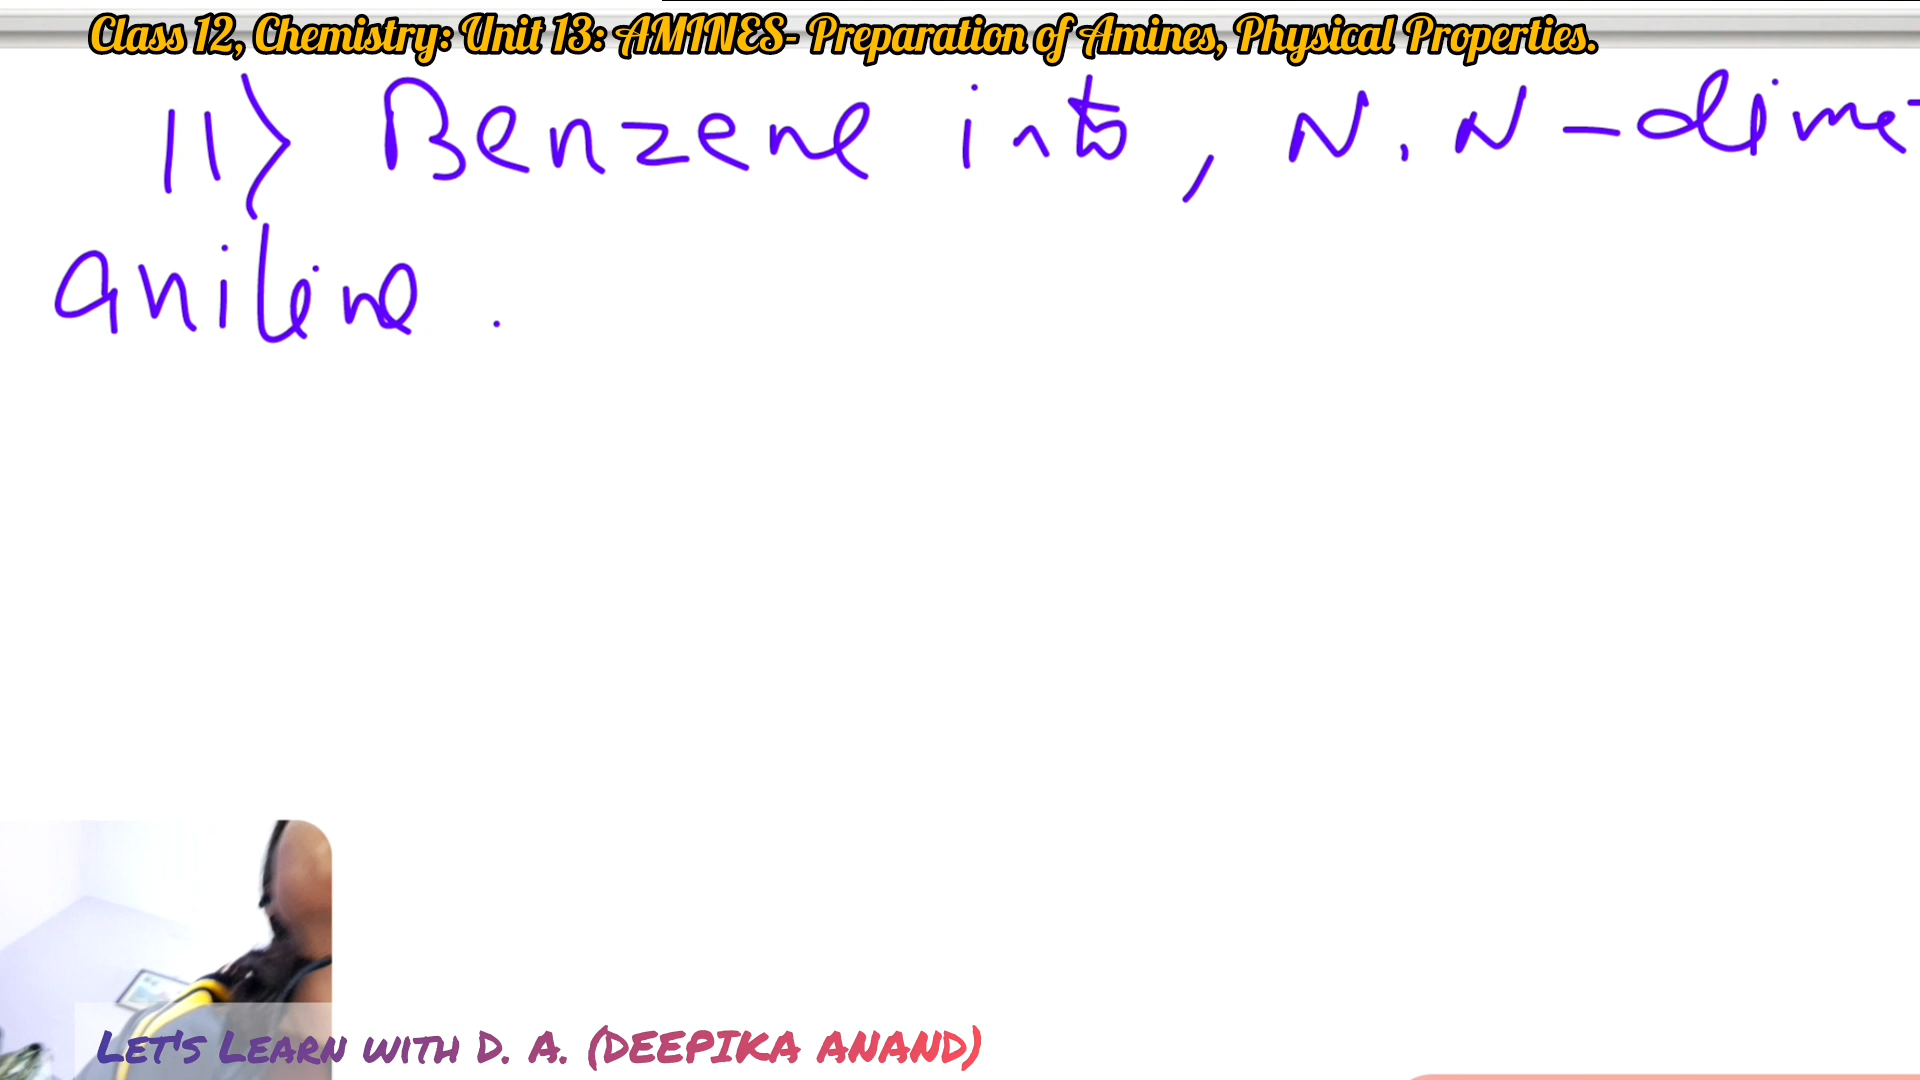 Class 12, Chemistry: Unit 13: AMINES- Preparation of Amines, Physical Properties.
11) Benzene into, N. N-dime
aniline.
LET'S LEARN WITH D. A. (DEEPIKA ANAND)